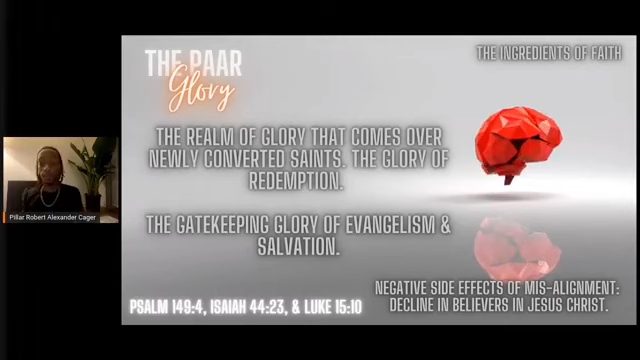 THE PAAR
Glory
THE INGREDIENTS OF FAITH
THE REALM OF GLORY THAT COMES OVER
NEWLY CONVERTED SAINTS. THE GLORY OF
REDEMPTION.
THE GATEKEEPING GLORY OF EVANGELISM &
SALVATION.
Pillar Robert Alexander Cager
NEGATIVE SIDE EFFECTS OF MIS-ALIGNMENT:
DECLINE IN BELIEVERS IN JESUS CHRIST.
PSALM 149:4, ISAIAH 44:23, & LUKE 15:10